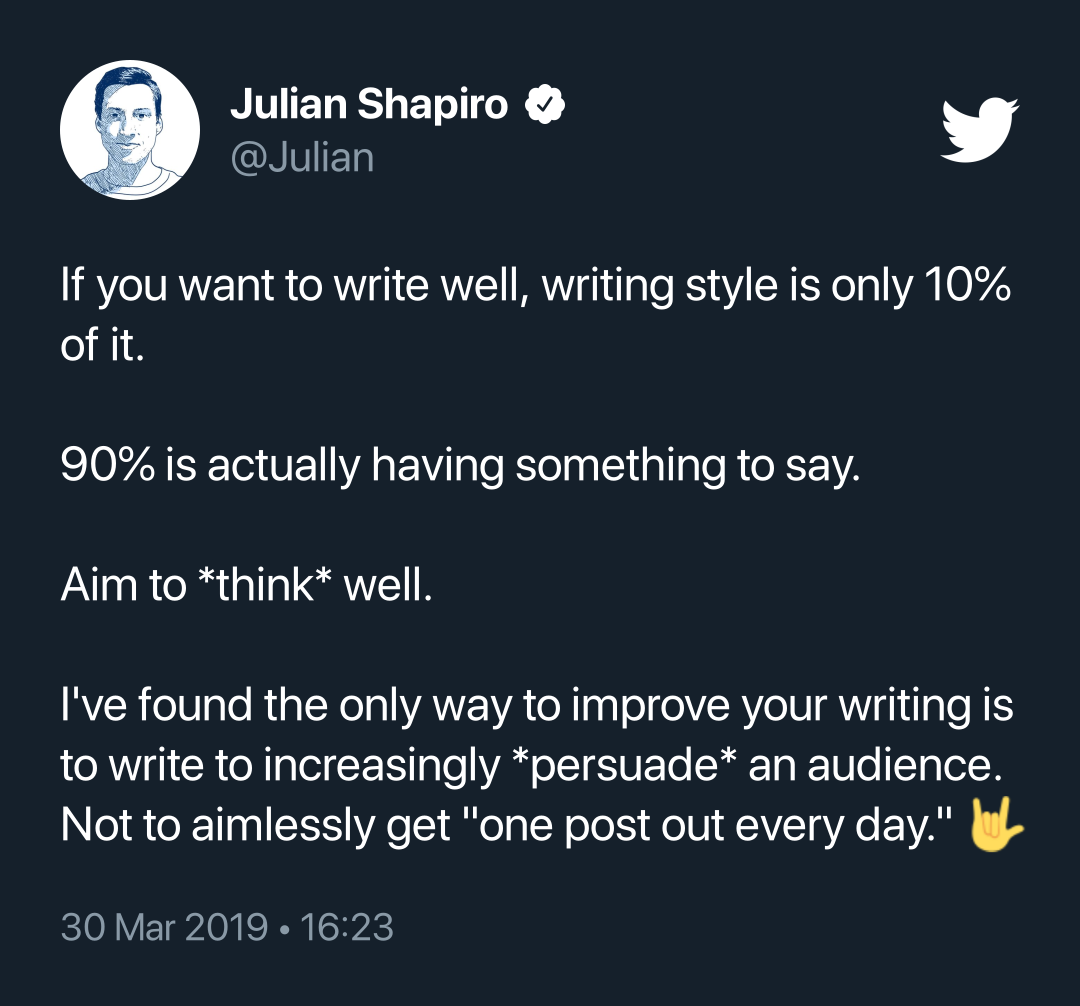 Julian Shapiro
@Julian
If you want to write well, writing style is only 10%
of it.
90% is actually having something to say.
Aim to *think* well.
I've found the only way to improve your writing is
to write to increasingly *persuade* an audience.
Not to aimlessly get "one post out every day." 🤟
30 Mar 2019 • 16:23